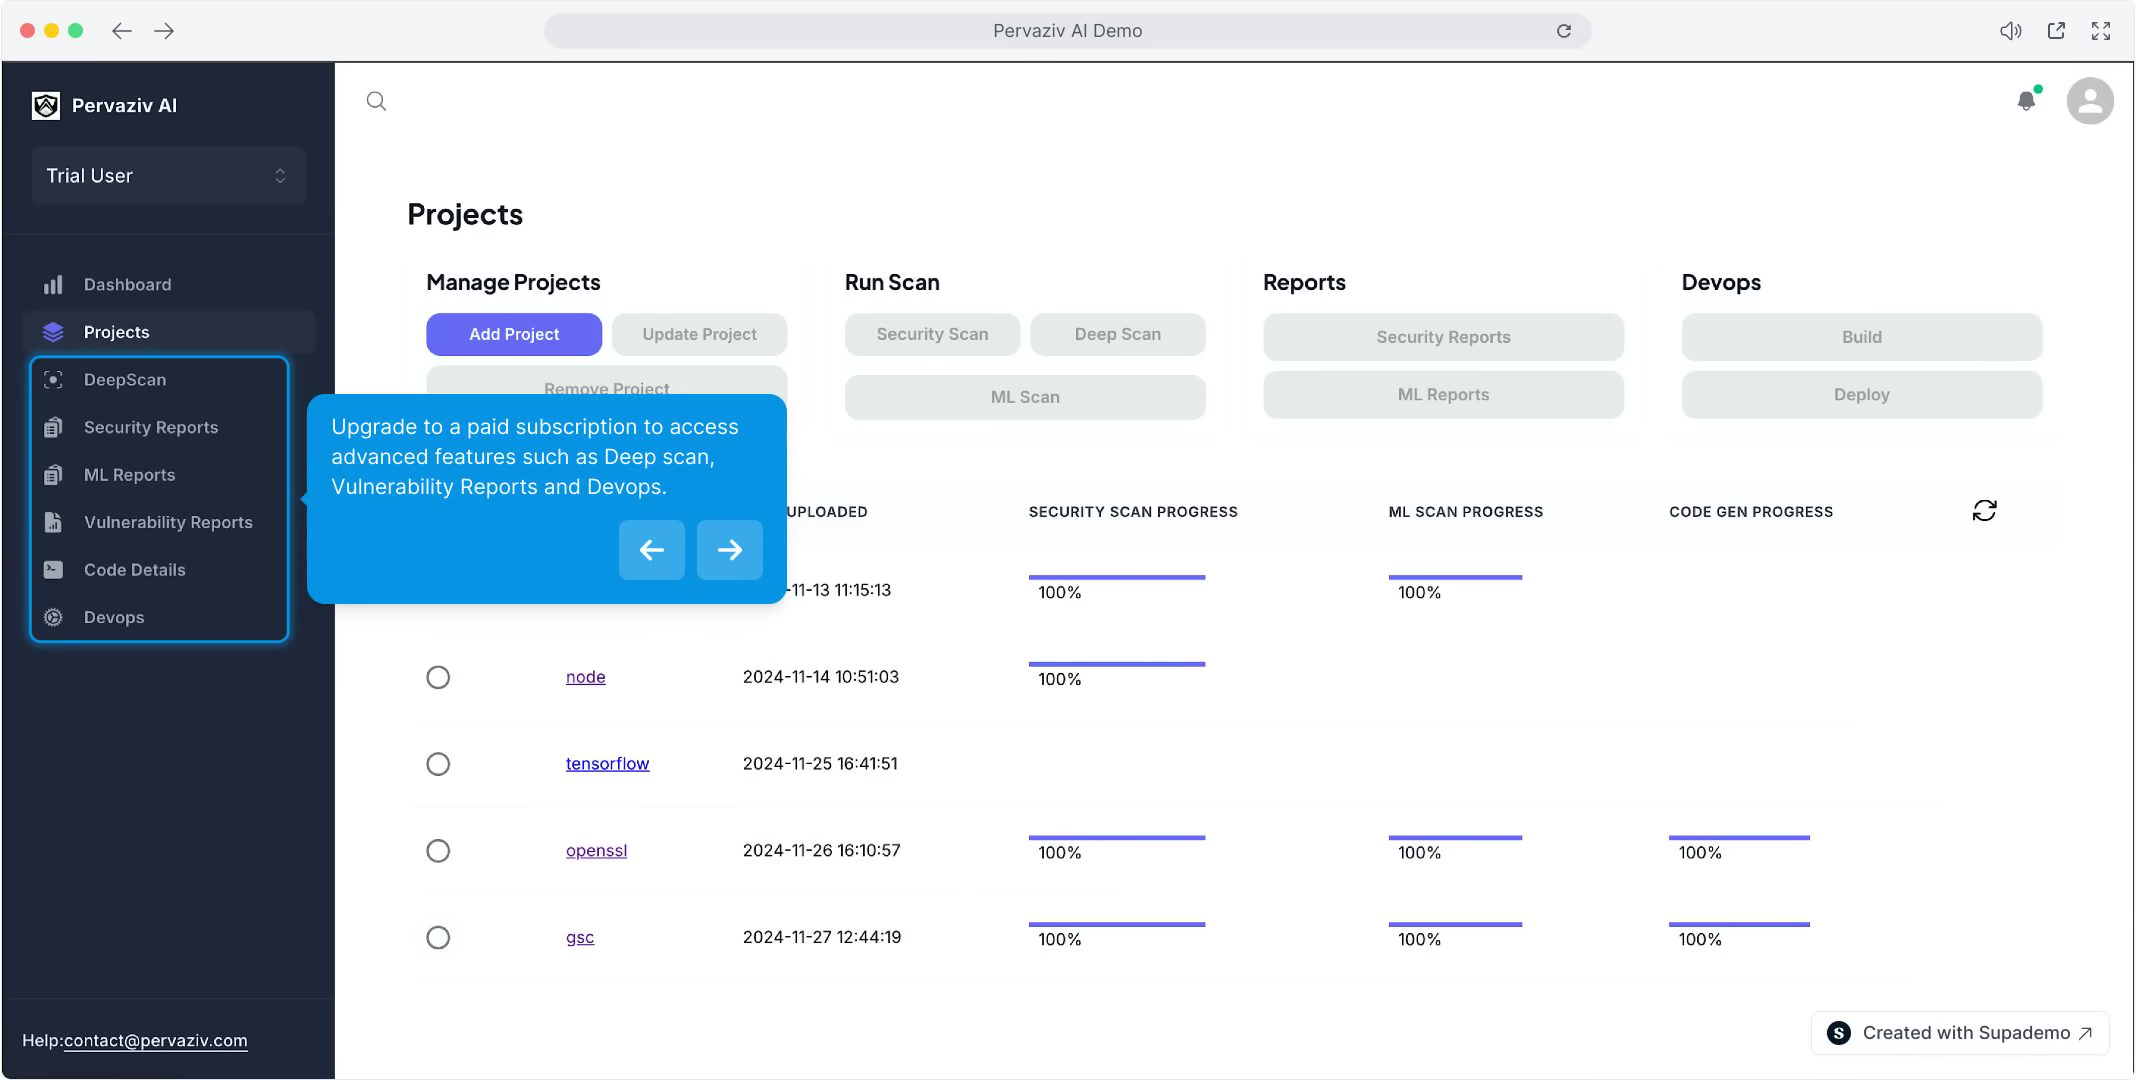 Pervaziv AI Demo
Pervaziv AI
Trial User
Dashboard
Projects
DeepScan
Security Reports
ML Reports
Vulnerability Reports
Code Details
Devops
Help:contact@pervaziv.com
Projects
Manage Projects
Add Project
Update Project
Remove Project
Run Scan
Security Scan
Deep Scan
ML Scan
Reports
Security Reports
ML Reports
Devops
Build
Deploy
Upgrade to a paid subscription to access
advanced features such as Deep scan,
Vulnerability Reports and Devops.
UPLOADED SECURITY SCAN PROGRESS ML SCAN PROGRESS CODE GEN PROGRESS
-11-13 11:15:13 100% 100%
node 2024-11-14 10:51:03 100%
tensorflow 2024-11-25 16:41:51
openssl 2024-11-26 16:10:57 100% 100% 100%
gsc 2024-11-27 12:44:19 100% 100% 100%
S Created with Supademo